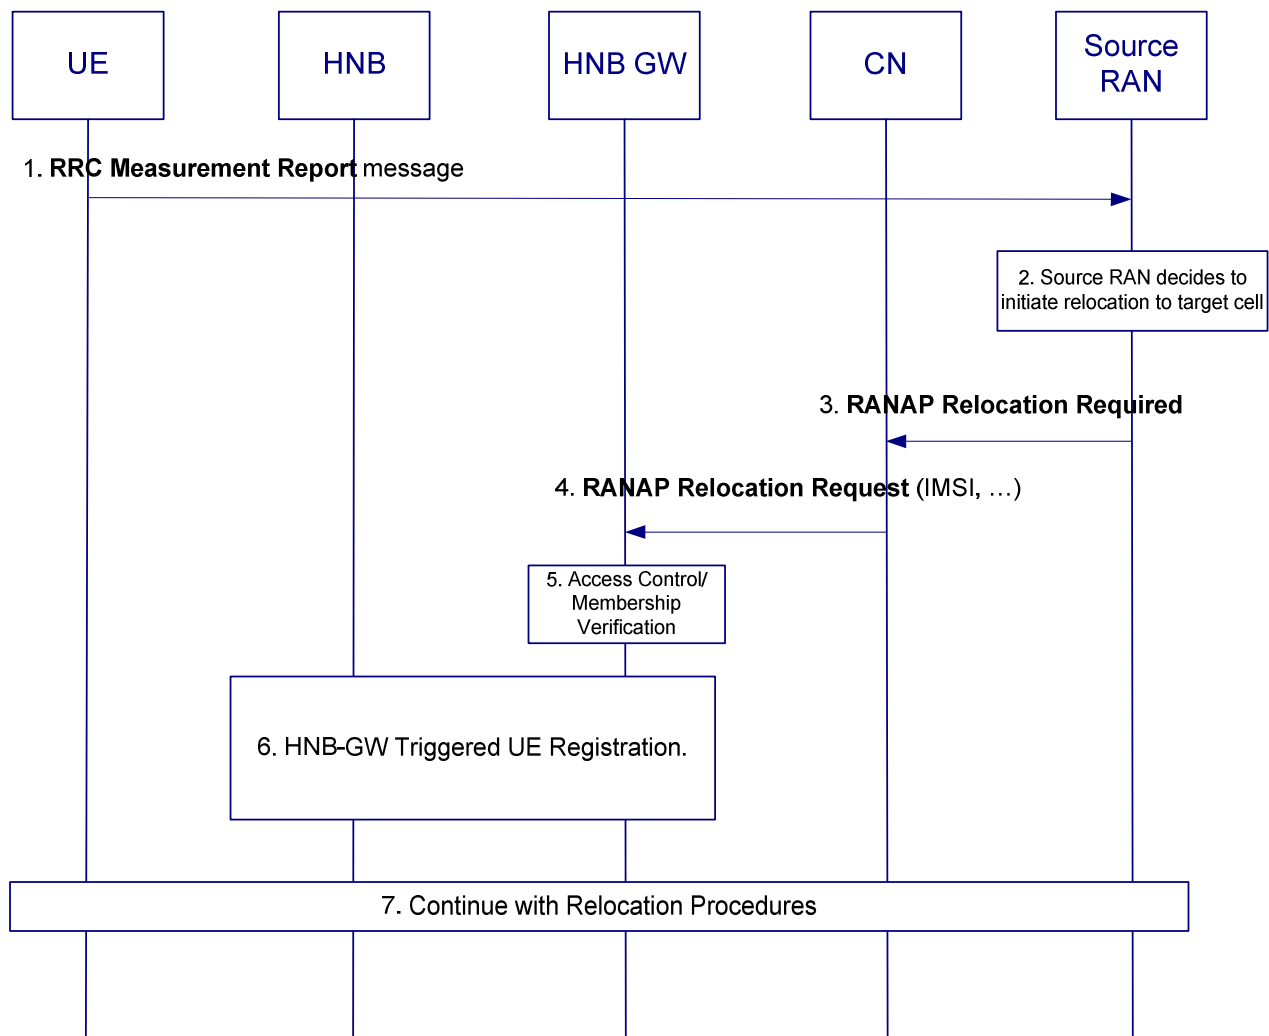 UE
HNB
HNB GW
CN
Source
RAN
1. RRC Measurement Report message
2. Source RAN decides to
initiate relocation to target cell
3. RANAP Relocation Required
4. RANAP Relocation Request (IMSI, …)
5. Access Control/
Membership
Verification
6. HNB-GW Triggered UE Registration.
7. Continue with Relocation Procedures